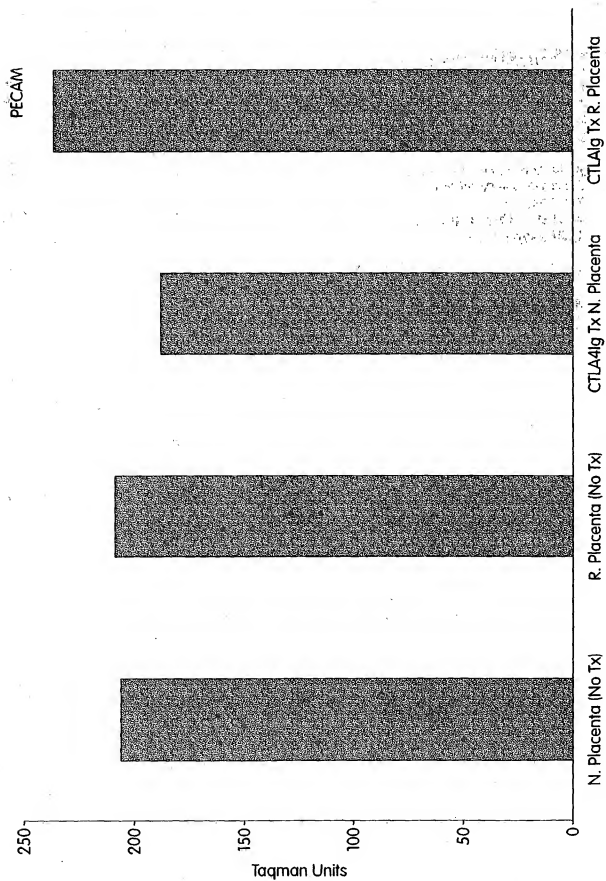 PECAM
250
200
150
100
50
0
Taqman Units
N. Placenta (No Tx)
R. Placenta (No Tx)
CTLA4Ig Tx N. Placenta
CTLAIg Tx R. Placenta